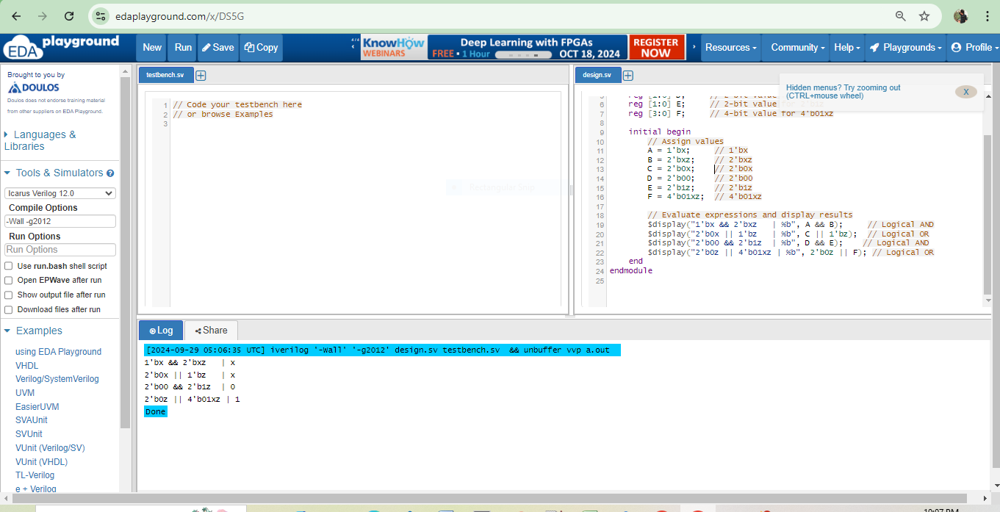 edaplayground.com/x/DS5G
EDA playground
New
Run
Save
Copy
4 / 4
KnowHow
WEBINARS
Deep Learning with FPGAs
FREE • 1 Hour
OCT 18, 2024
REGISTER
NOW
Resources
Community
Help
Playgrounds
Profile
Brought to you by
DOULOS
Doulos does not endorse training material
from other suppliers on EDA Playground.
Languages &
Libraries
Tools & Simulators
Icarus Verilog 12.0
Compile Options
-Wall -g2012
Run Options
Run Options
Use run.bash shell script
Open EPWave after run
Show output file after run
Download files after run
Examples
using EDA Playground
VHDL
Verilog/SystemVerilog
UVM
EasierUVM
SVAUnit
SVUnit
VUnit (Verilog/SV)
VUnit (VHDL)
TL-Verilog
e + Verilog
testbench.sv
1 // Code your testbench here
2 // or browse Examples
3
Rectangular Snip
design.sv
Hidden menus? Try zooming out
(CTRL+mouse wheel)
X
5 reg [1:0] D; // 2-bit value
6 reg [1:0] E; // 2-bit value for 2'b1z
7 reg [3:0] F; // 4-bit value for 4'b01xz
8
9 initial begin
10 // Assign values
11 A = 1'bx; // 1'bx
12 B = 2'bxz; // 2'bxz
13 C = 2'b0x; // 2'b0x
14 D = 2'b00; // 2'b00
15 E = 2'b1z; // 2'b1z
16 F = 4'b01xz; // 4'b01xz
17
18 // Evaluate expressions and display results
19 $display("1'bx && 2'bxz | %b", A && B); // Logical AND
20 $display("2'b0x || 1'bz | %b", C || 1'bz); // Logical OR
21 $display("2'b00 && 2'b1z | %b", D && E); // Logical AND
22 $display("2'b0z || 4'b01xz | %b", 2'b0z || F); // Logical OR
23 end
24 endmodule
25
Log
Share
[2024-09-29 05:06:35 UTC] iverilog '-Wall' '-g2012' design.sv testbench.sv && unbuffer vvp a.out
1'bx && 2'bxz | x
2'b0x || 1'bz | x
2'b00 && 2'b1z | 0
2'b0z || 4'b01xz | 1
Done
10:07 PM